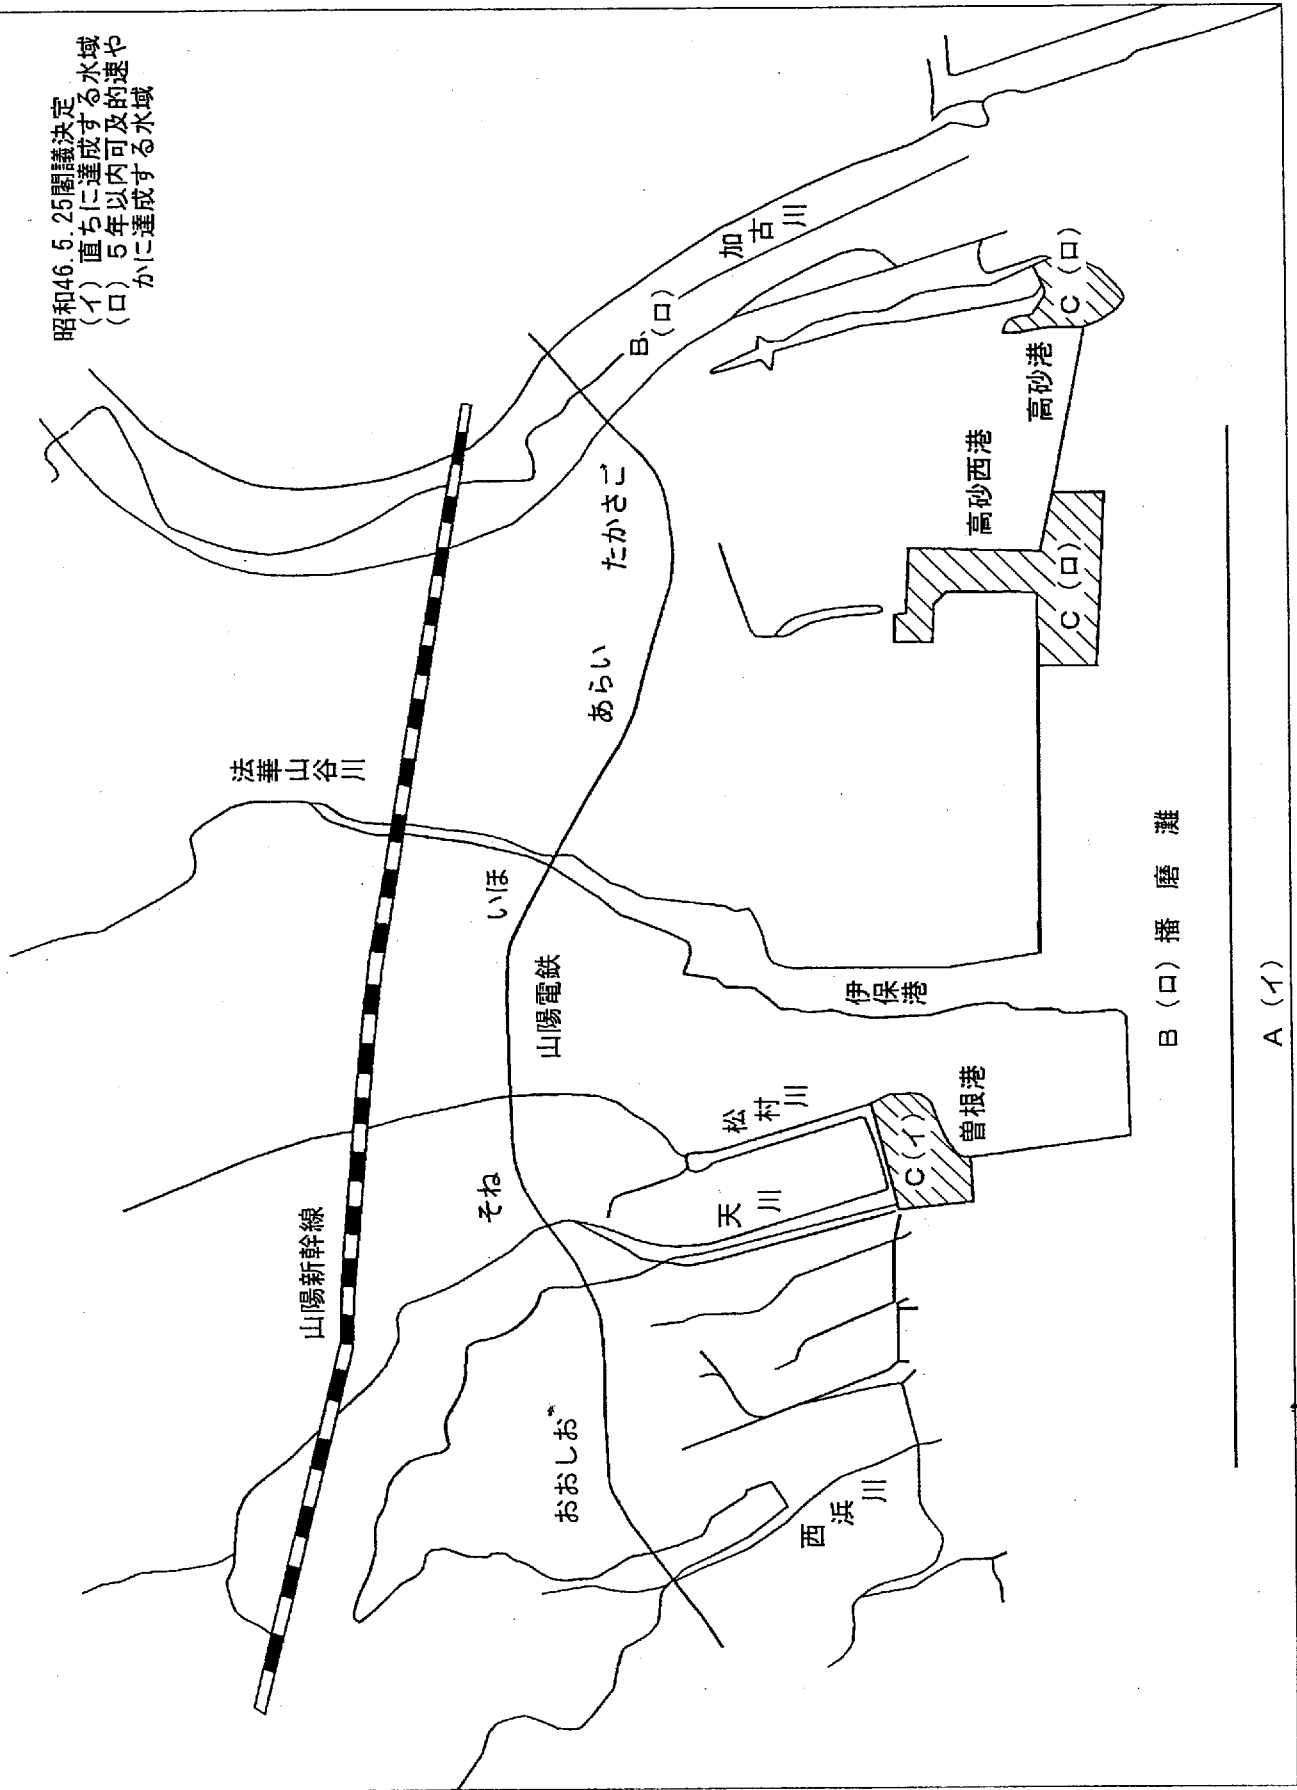 昭和46.5.25閣議決定
(イ) 直ちに達成する水域
(ロ) 5年以内可及的速や
かに達成する水域
山陽新幹線
法華山谷川
加古川
B (ロ)
おおしお
そね
いほ
あらい
たかさご
山陽電鉄
西浜川
天川
松村川
伊保港
曽根港
C (イ)
高砂西港
C (ロ)
高砂港
C (ロ)
B (ロ) 播磨灘
A (イ)